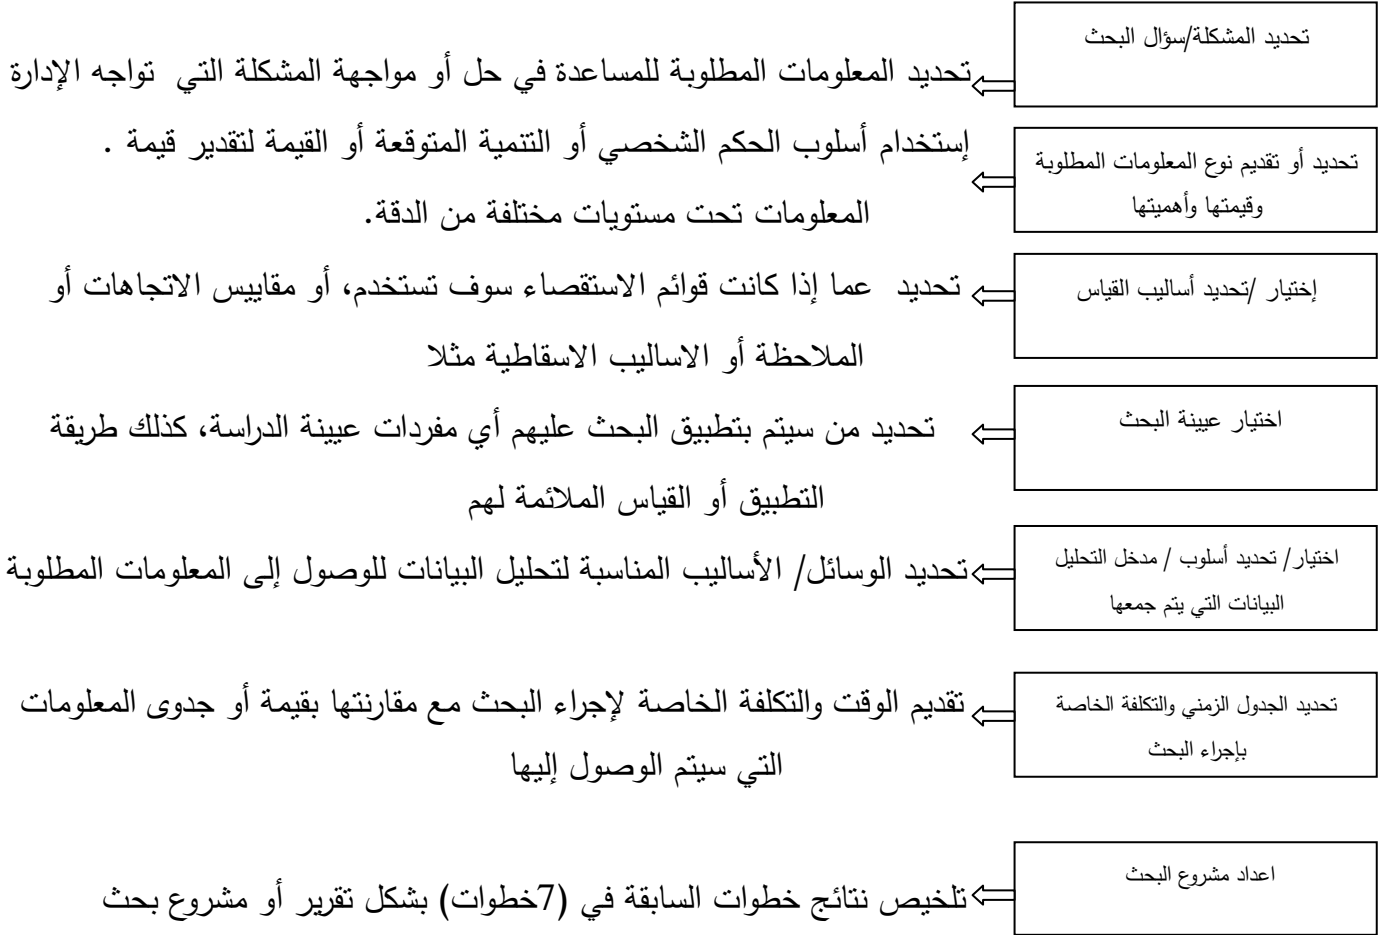 تحديد المشكلة/سؤال البحث
تحديد المعلومات المطلوبة للمساعدة في حل أو مواجهة المشكلة التي تواجه الإدارة
تحديد أو تقديم نوع المعلومات المطلوبة
وقيمتها وأهميتها
إستخدام أسلوب الحكم الشخصي أو التنمية المتوقعة أو القيمة لتقدير قيمة .
المعلومات تحت مستويات مختلفة من الدقة.
إختيار /تحديد أساليب القياس
تحديد عما إذا كانت قوائم الاستقصاء سوف تستخدم، أو مقاييس الاتجاهات أو
الملاحظة أو الاساليب الاسقاطية مثلا
اختيار عيينة البحث
تحديد من سيتم بتطبيق البحث عليهم أي مفردات عيينة الدراسة، كذلك طريقة
التطبيق أو القياس الملائمة لهم
اختيار/ تحديد أسلوب / مدخل التحليل
البيانات التي يتم جمعها
تحديد الوسائل/ الأساليب المناسبة لتحليل البيانات للوصول إلى المعلومات المطلوبة
تحديد الجدول الزمني والتكلفة الخاصة
بإجراء البحث
تقديم الوقت والتكلفة الخاصة لإجراء البحث مع مقارنتها بقيمة أو جدوى المعلومات
التي سيتم الوصول إليها
اعداد مشروع البحث
تلخيص نتائج خطوات السابقة في (7خطوات) بشكل تقرير أو مشروع بحث